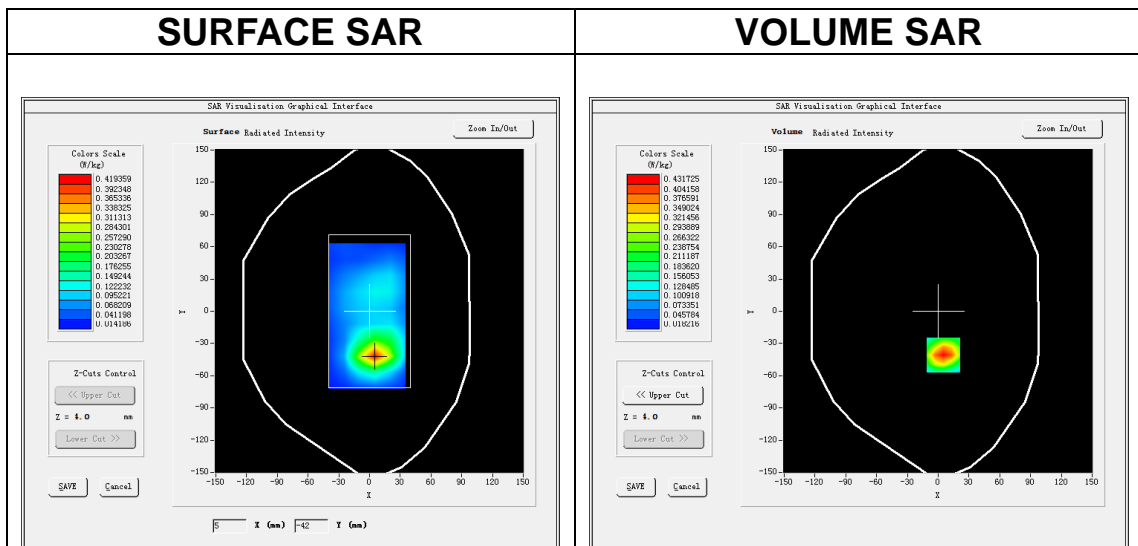 SURFACE SAR
VOLUME SAR
SAR Visualisation Graphical Interface
Surface Radiated Intensity
Zoom In/Out
Colors Scale
(W/kg)
0.419359
0.392348
0.365336
0.338325
0.311313
0.284301
0.257290
0.230278
0.203267
0.176255
0.149244
0.122232
0.095221
0.068209
0.041198
0.014186
Z-Cuts Control
<< Upper Cut
Z = 4.0 mm
Lower Cut >>
SAVE
Cancel
150
120
90
60
30
0
-30
-60
-90
-120
-150
Y
-150 -120 -90 -60 -30 0 30 60 90 120 150
X
5 X (mm) -42 Y (mm)
SAR Visualisation Graphical Interface
Volume Radiated Intensity
Zoom In/Out
Colors Scale
(W/kg)
0.431725
0.404158
0.376591
0.349024
0.321456
0.293889
0.266322
0.238754
0.211187
0.183620
0.156053
0.128485
0.100918
0.073351
0.045784
0.018216
Z-Cuts Control
<< Upper Cut
Z = 4.0 mm
Lower Cut >>
SAVE
Cancel
150
120
90
60
30
0
-30
-60
-90
-120
-150
Y
-150 -120 -90 -60 -30 0 30 60 90 120 150
X